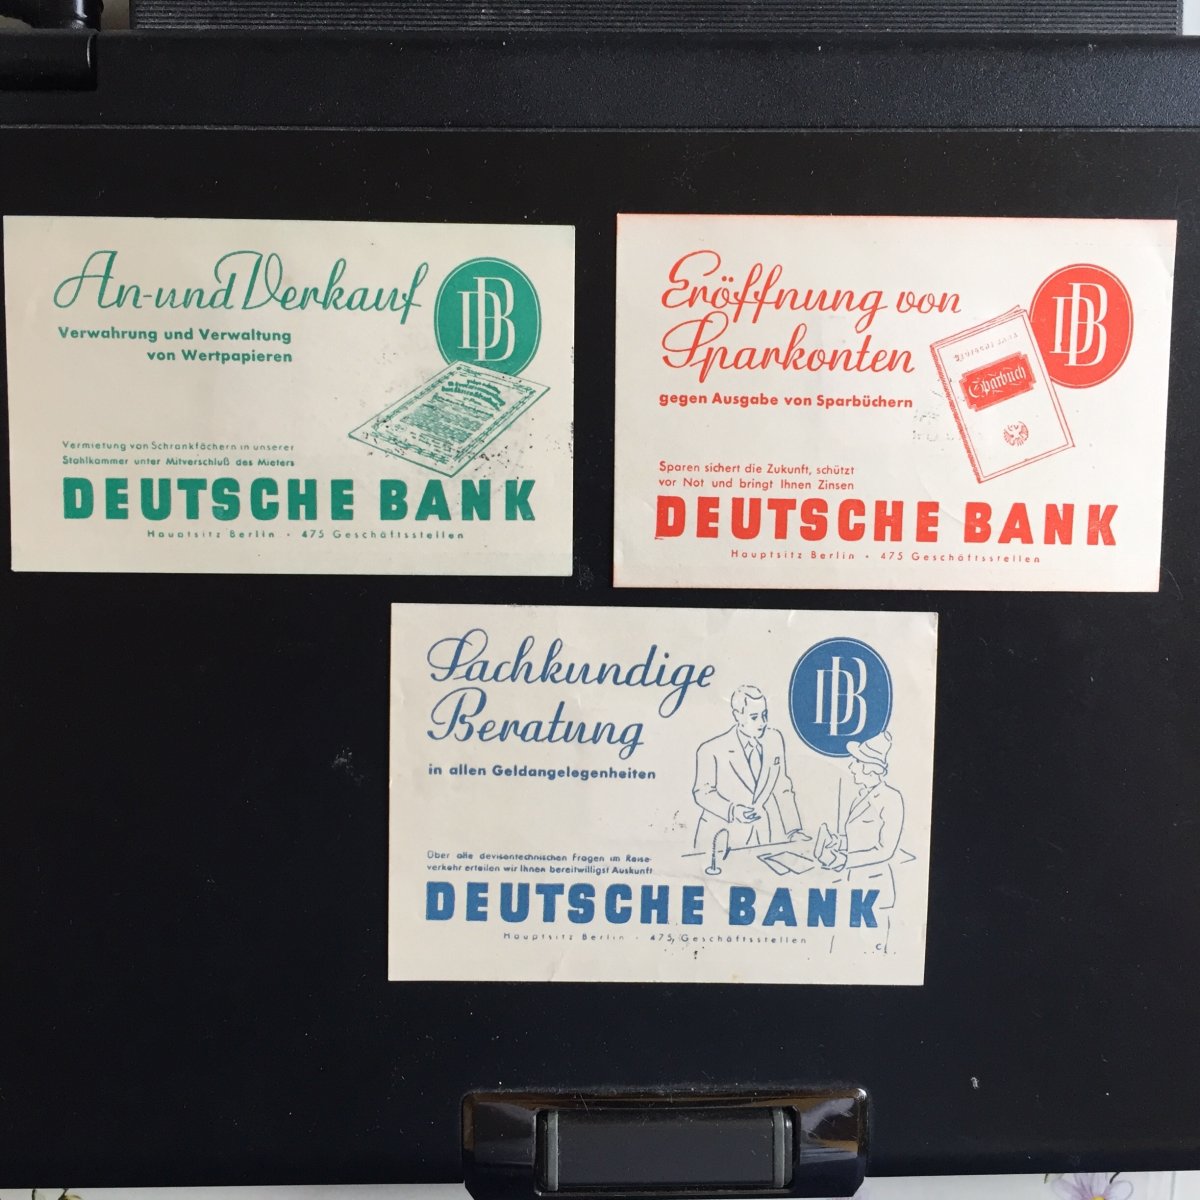 An- und Verkauf
DB
Verwahrung und Verwaltung
von Wertpapieren
Vermietung von Schrankfächern in unserer
Stahlkammer unter Mitverschluß des Mieters
DEUTSCHE BANK
Hauptsitz Berlin • 475 Geschäftsstellen
Eröffnung von
Sparkonten
DB
gegen Ausgabe von Sparbüchern
Sparbuch
Sparen sichert die Zukunft, schützt
vor Not und bringt Ihnen Zinsen
DEUTSCHE BANK
Hauptsitz Berlin • 475 Geschäftsstellen
Sachkundige
Beratung
DB
in allen Geldangelegenheiten
Über alle devisentechnischen Fragen im Reise-
verkehr erteilen wir Ihnen bereitwilligst Auskunft
DEUTSCHE BANK
Hauptsitz Berlin • 475 Geschäftsstellen